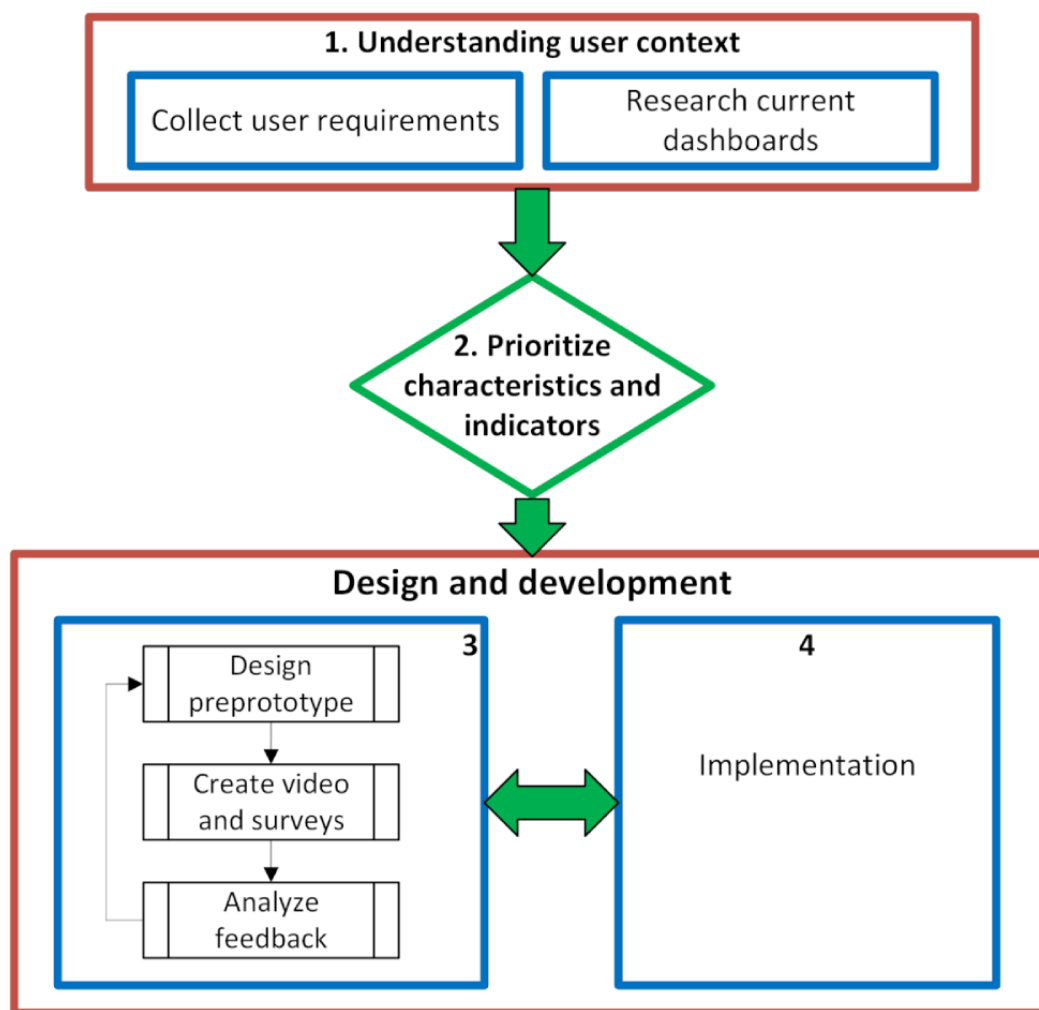 1. Understanding user context
Collect user requirements
Research current
dashboards
2. Prioritize
characteristics and
indicators
Design and development
3
Design
preprototype
Create video
and surveys
Analyze
feedback
4
Implementation